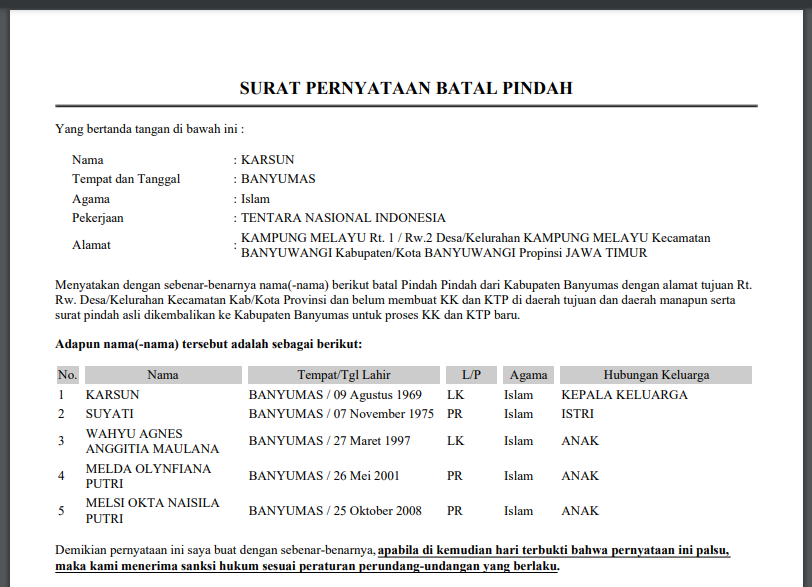 SURAT PERNYATAAN BATAL PINDAH
Yang bertanda tangan di bawah ini :
Nama : KARSUN
Tempat dan Tanggal : BANYUMAS
Agama : Islam
Pekerjaan : TENTARA NASIONAL INDONESIA
Alamat : KAMPUNG MELAYU Rt. 1 / Rw.2 Desa/Kelurahan KAMPUNG MELAYU Kecamatan
BANYUWANGI Kabupaten/Kota BANYUWANGI Propinsi JAWA TIMUR
Menyatakan dengan sebenar-benarnya nama(-nama) berikut batal Pindah Pindah dari Kabupaten Banyumas dengan alamat tujuan Rt.
Rw. Desa/Kelurahan Kecamatan Kab/Kota Provinsi dan belum membuat KK dan KTP di daerah tujuan dan daerah manapun serta
surat pindah asli dikembalikan ke Kabupaten Banyumas untuk proses KK dan KTP baru.
Adapun nama(-nama) tersebut adalah sebagai berikut:
No. Nama Tempat/Tgl Lahir L/P Agama Hubungan Keluarga
1 KARSUN BANYUMAS / 09 Agustus 1969 LK Islam KEPALA KELUARGA
2 SUYATI BANYUMAS / 07 November 1975 PR Islam ISTRI
3 WAHYU AGNES
ANGGITIA MAULANA BANYUMAS / 27 Maret 1997 LK Islam ANAK
4 MELDA OLYNFIANA
PUTRI BANYUMAS / 26 Mei 2001 PR Islam ANAK
5 MELSI OKTA NAISILA
PUTRI BANYUMAS / 25 Oktober 2008 PR Islam ANAK
Demikian pernyataan ini saya buat dengan sebenar-benarnya, apabila di kemudian hari terbukti bahwa pernyataan ini palsu,
maka kami menerima sanksi hukum sesuai peraturan perundang-undangan yang berlaku.